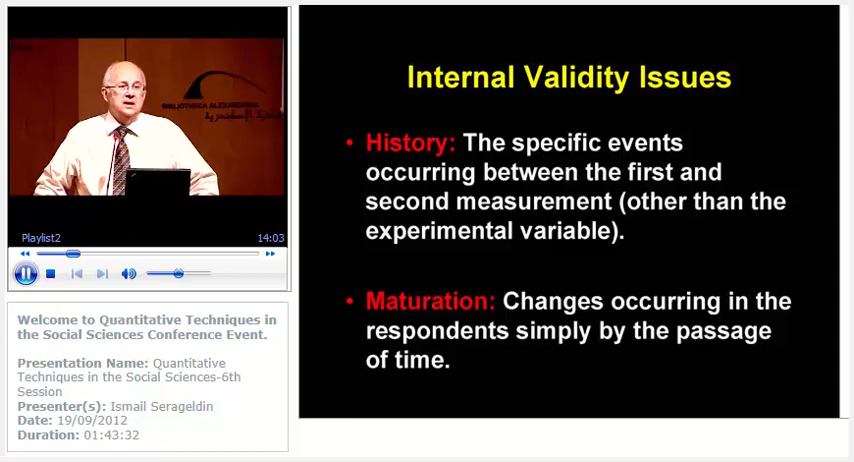 BIBLIOTHECA ALEXANDRINA
Playlist2
14:03
Welcome to Quantitative Techniques in
the Social Sciences Conference Event.
Presentation Name: Quantitative
Techniques in the Social Sciences-6th
Session
Presenter(s): Ismail Serageldin
Date: 19/09/2012
Duration: 01:43:32
Internal Validity Issues
• History: The specific events
occurring between the first and
second measurement (other than the
experimental variable).
• Maturation: Changes occurring in the
respondents simply by the passage
of time.